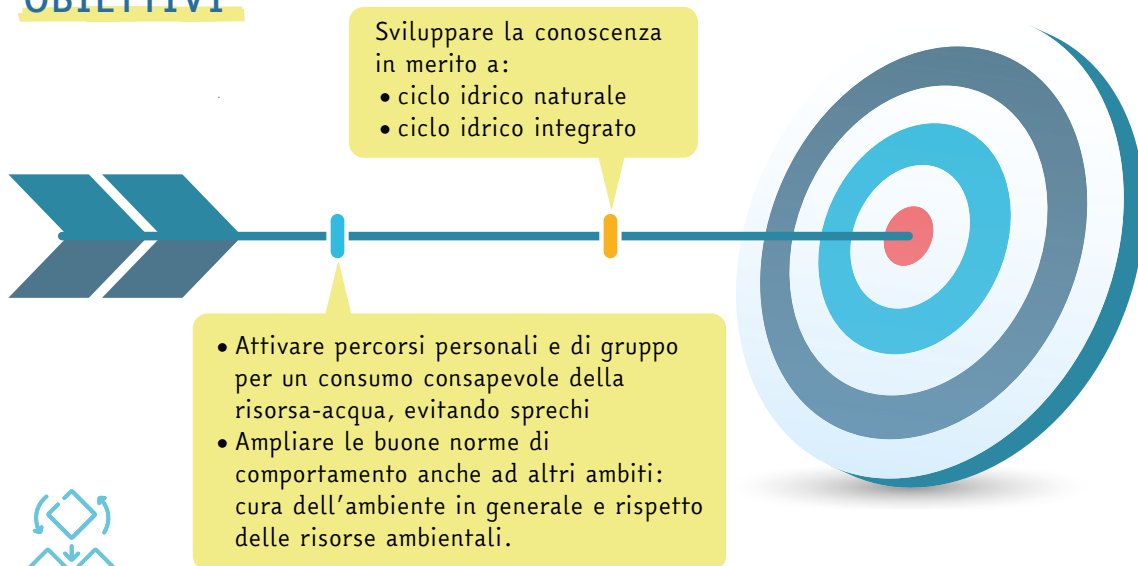 OBIETTIVI
Sviluppare la conoscenza
in merito a:
• ciclo idrico naturale
• ciclo idrico integrato
• Attivare percorsi personali e di gruppo
per un consumo consapevole della
risorsa-acqua, evitando sprechi
• Ampliare le buone norme di
comportamento anche ad altri ambiti:
cura dell'ambiente in generale e rispetto
delle risorse ambientali.